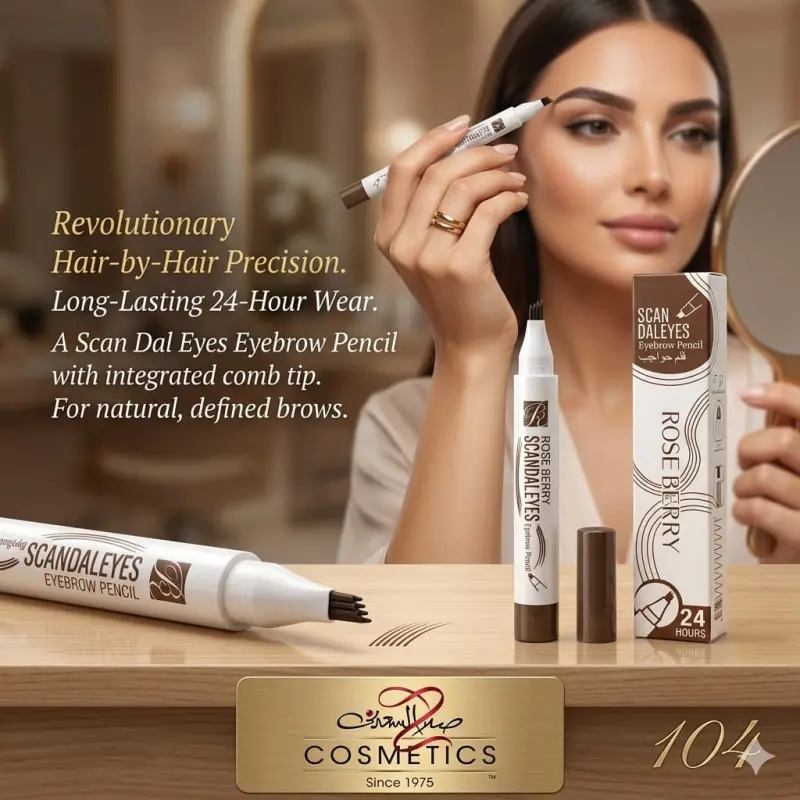 Revolutionary
Hair-by-Hair Precision.
Long-Lasting 24-Hour Wear.
A Scan Dal Eyes Eyebrow Pencil
with integrated comb tip.
For natural, defined brows.
SCANDALEYES
EYEBROW PENCIL
R
ROSE BERRY
SCANDALEYES
Eyebrow Pencil
SCAN
DALEYES
Eyebrow Pencil
قلم حواجب
ROSE BERRY
24
HOURS
COSMETICS
Since 1975
™
104